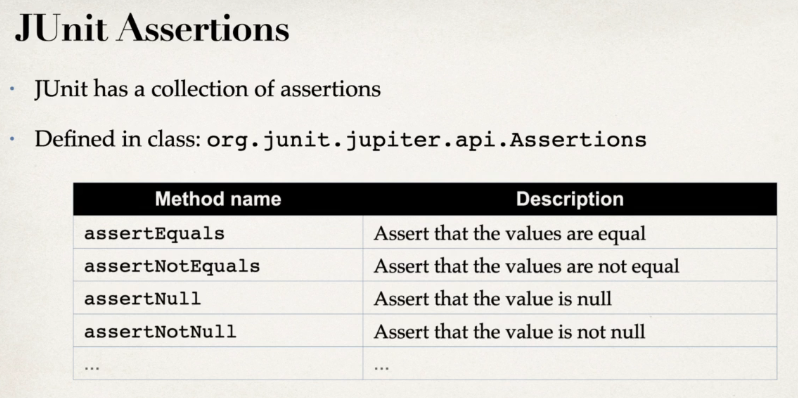 JUnit Assertions
• JUnit has a collection of assertions
• Defined in class: org.junit.jupiter.api.Assertions
Method name Description
assertEquals Assert that the values are equal
assertNotEquals Assert that the values are not equal
assertNull Assert that the value is null
assertNotNull Assert that the value is not null
... ...